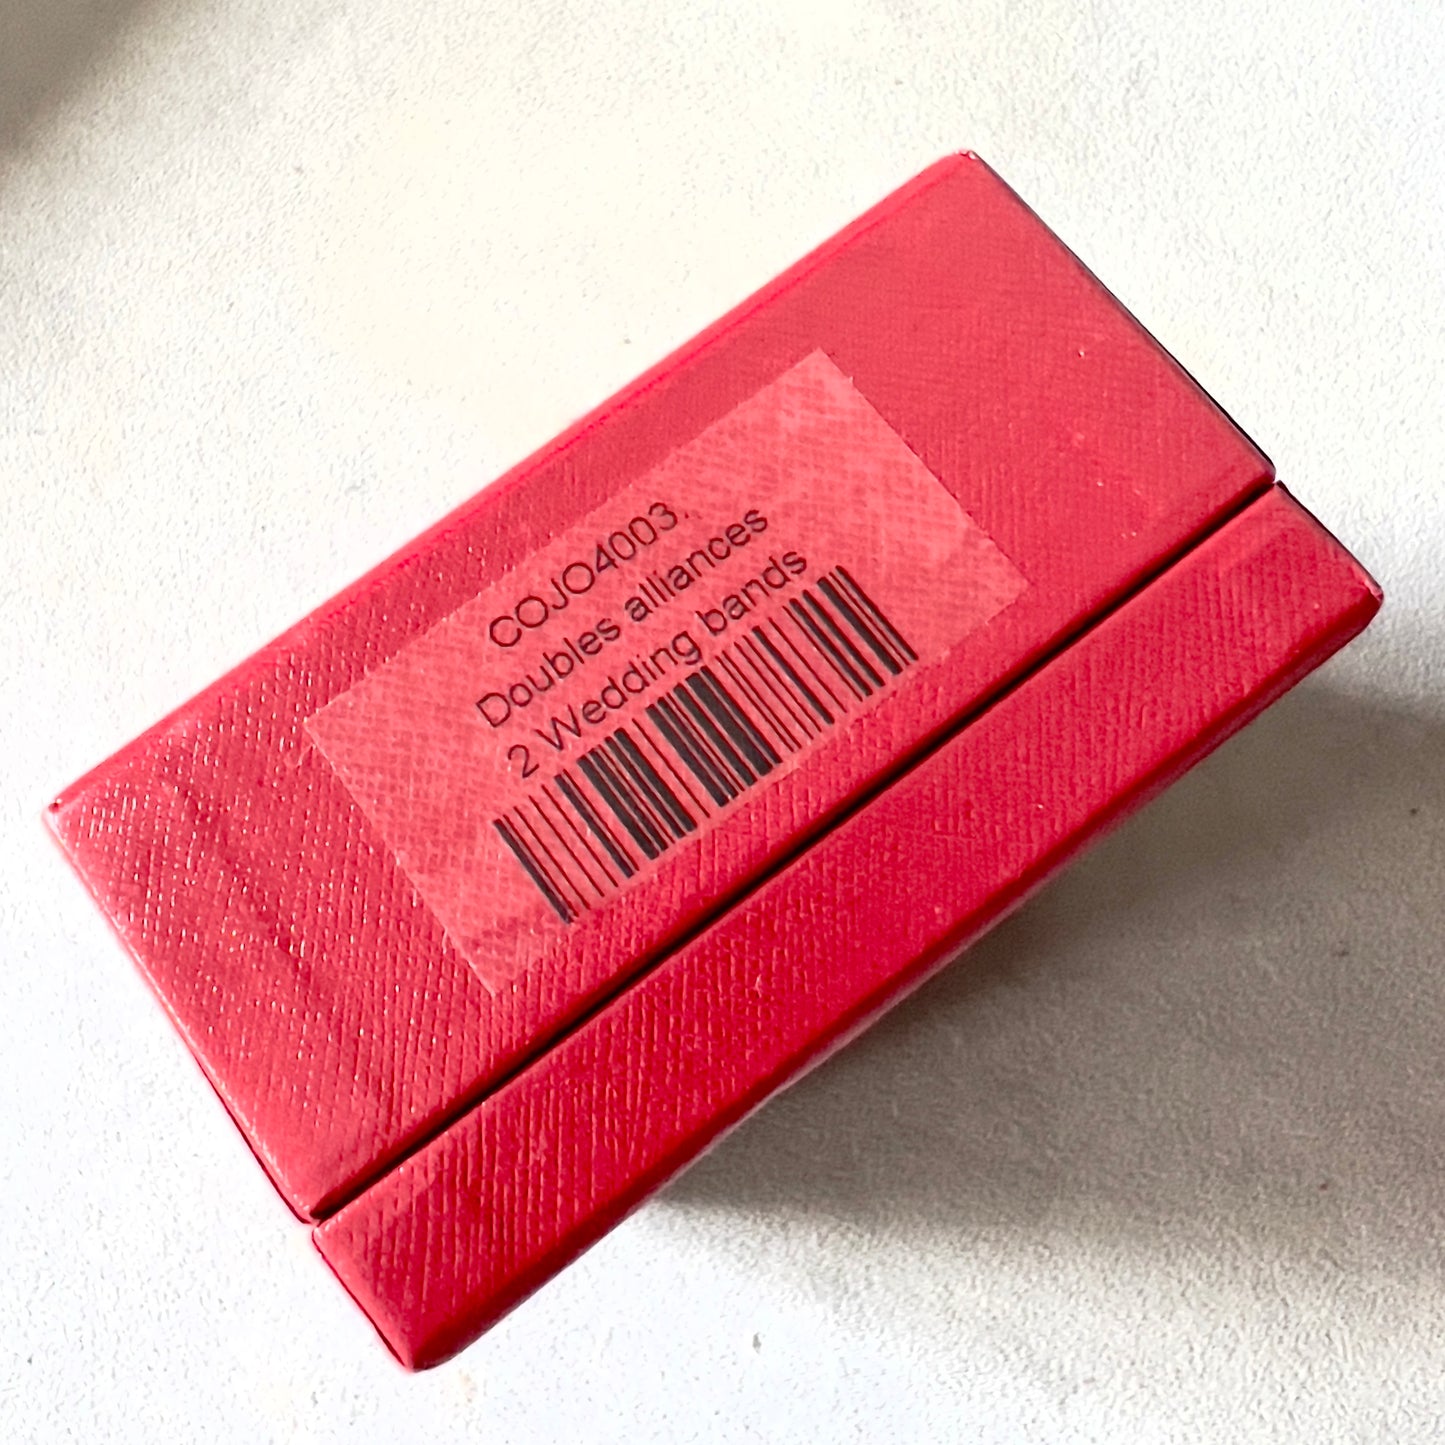 COJO4003.
Doubles alliances
2 Wedding bands